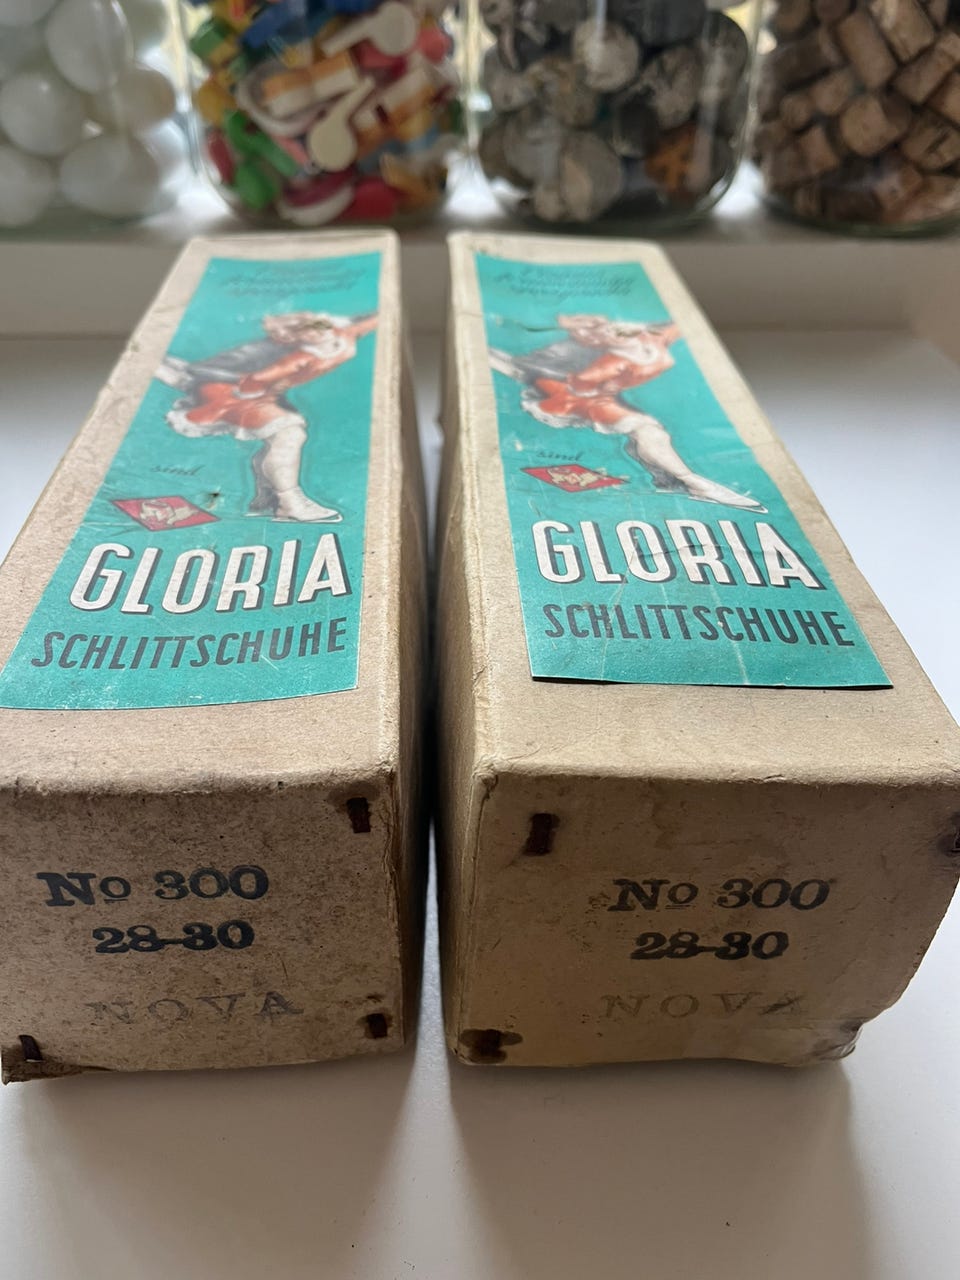 sind
GLORIA
SCHLITTSCHUHE
No 300
28-30
NOVA
sind
GLORIA
SCHLITTSCHUHE
No 300
28-30
NOVA